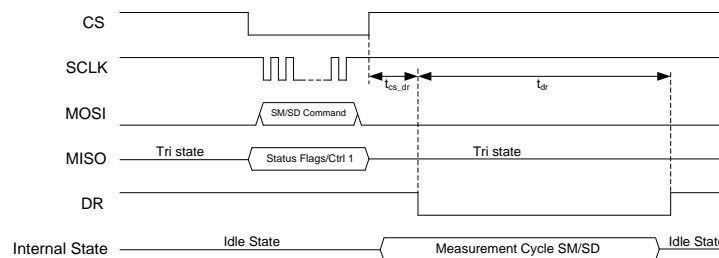 CS
SCLK
t_cs_dr
t_dr
MOSI
SM/SD Command
MISO
Tri state
Status Flags/Ctrl 1
Tri state
DR
Internal State
Idle State
Measurement Cycle SM/SD
Idle State